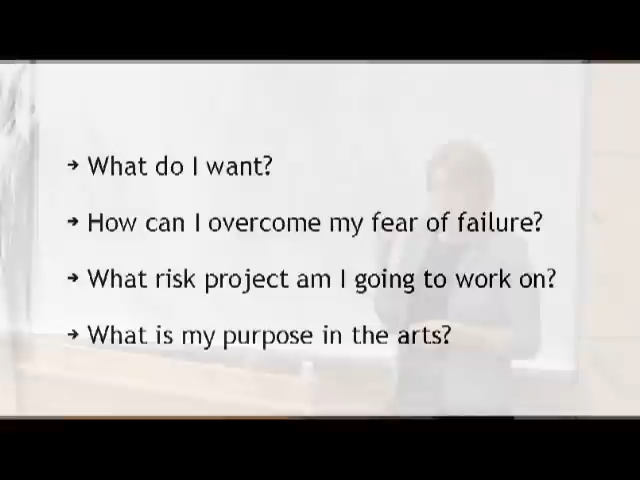 → What do I want?
→ How can I overcome my fear of failure?
→ What risk project am I going to work on?
→ What is my purpose in the arts?